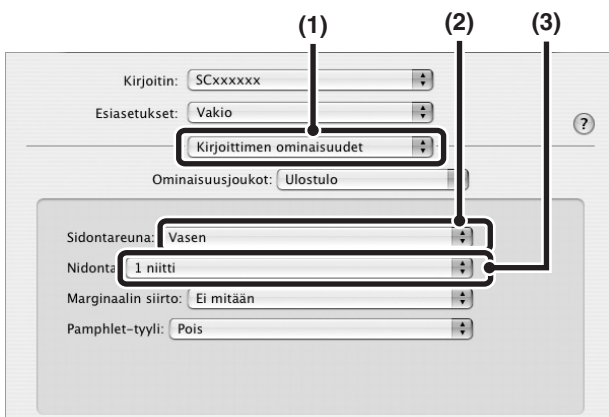 (1) (2) (3)
Kirjoitin: SCxxxxxx
Esiasetukset: Vakio
?
Kirjoittimen ominaisuudet
Ominaisuusjoukot: Ulostulo
Sidontareuna: Vasen
Nidonta 1 niitti
Marginaalin siirto: Ei mitään
Pamphlet-tyyli: Pois